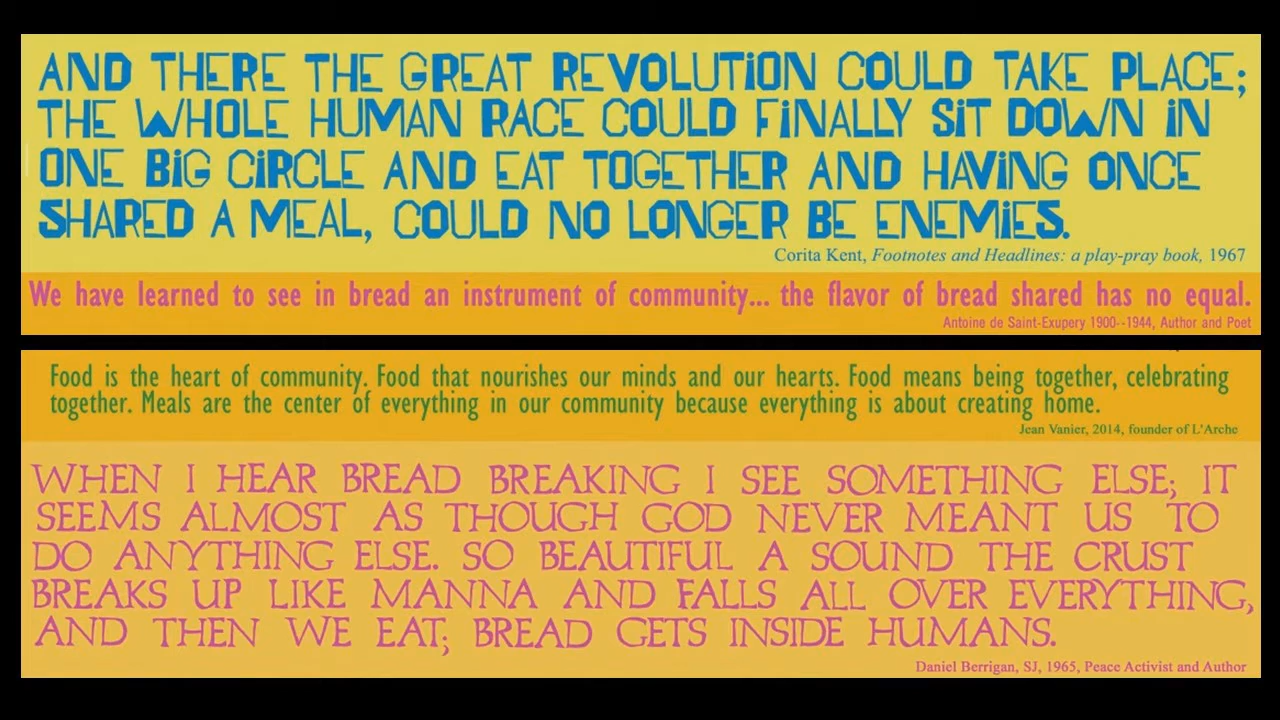 AND THERE THE GREAT REVOLUTiON COULD TAKE PLACE;
THE WHOLE HUMAN RACE COULD FiNALLY SiT DOWN iN
ONE BiG CiRCLE AND EAT TOGETHER AND HAViNG ONCE
SHARED A MEAL, COULD NO LONGER BE ENEMiES.
Corita Kent, Footnotes and Headlines: a play-pray book, 1967
We have learned to see in bread an instrument of community... the flavor of bread shared has no equal.
Antoine de Saint-Exupery 1900--1944, Author and Poet
Food is the heart of community. Food that nourishes our minds and our hearts. Food means being together, celebrating
together. Meals are the center of everything in our community because everything is about creating home.
Jean Vanier, 2014, founder of L'Arche
WHEN I HEAR BREAD BREAKING I SEE SOMETHING ELSE; IT
SEEMS ALMOST AS THOUGH GOD NEVER MEANT US TO
DO ANYTHING ELSE. SO BEAUTIFUL A SOUND THE CRUST
BREAKS UP LIKE MANNA AND FALLS ALL OVER EVERYTHING,
AND THEN WE EAT; BREAD GETS INSIDE HUMANS.
Daniel Berrigan, SJ, 1965, Peace Activist and Author